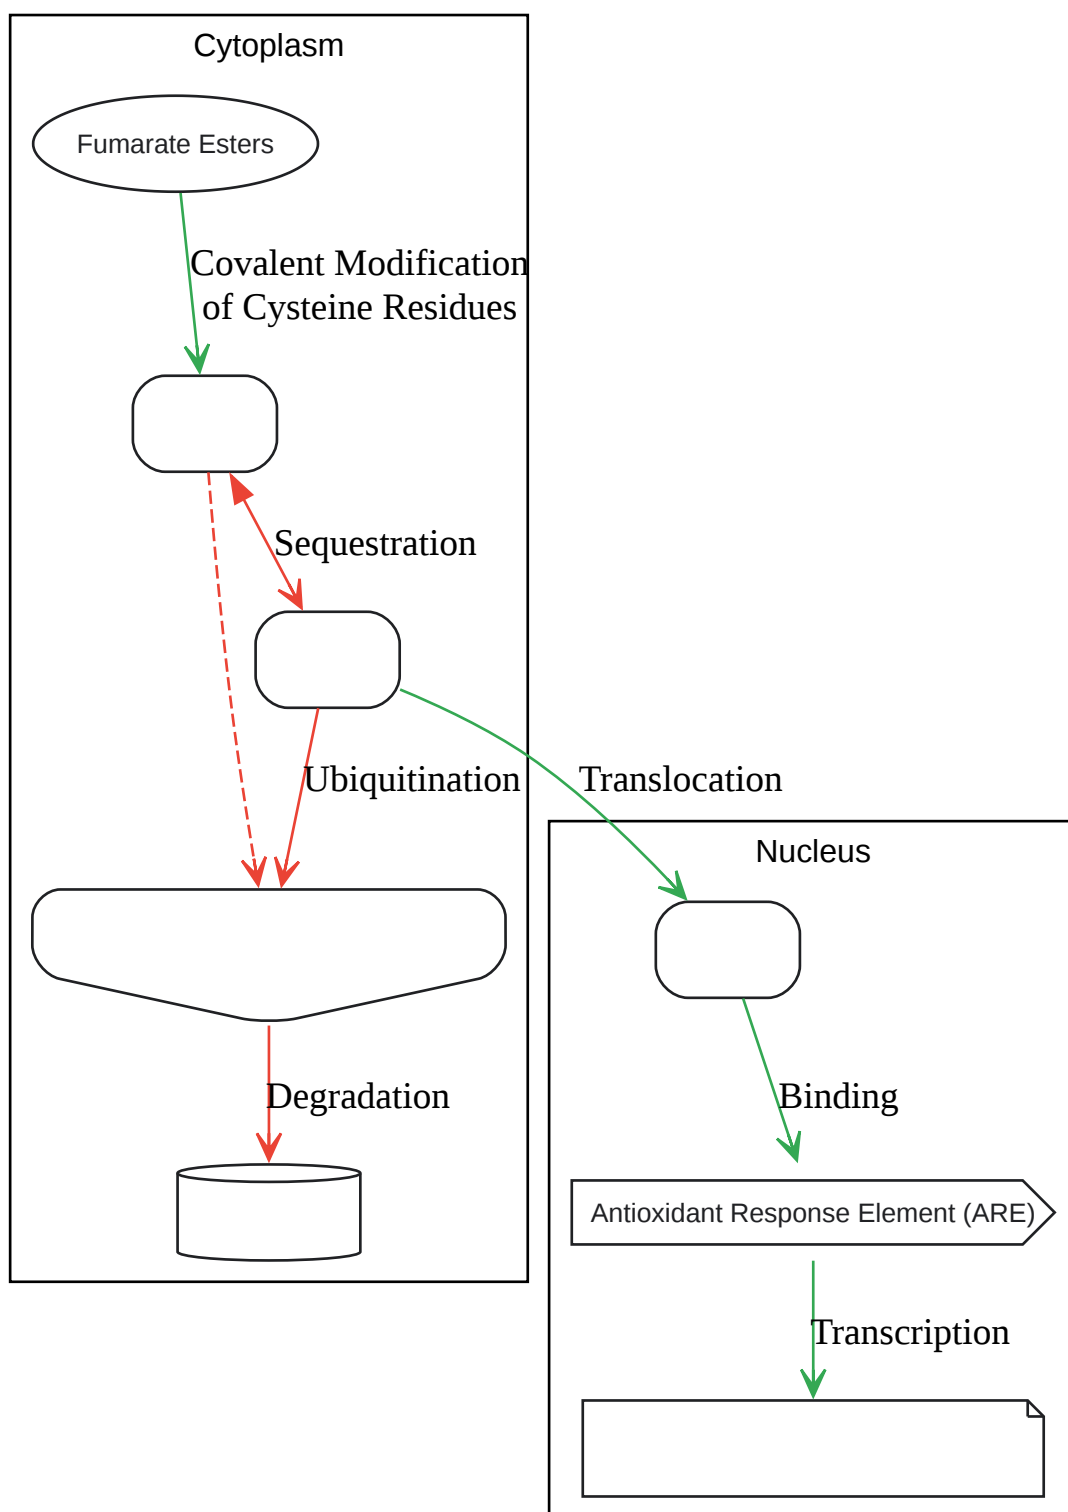 Cytoplasm
Fumarate Esters
Covalent Modification
of Cysteine Residues
Sequestration
Ubiquitination
Translocation
Nucleus
Degradation
Binding
Antioxidant Response Element (ARE)
Transcription